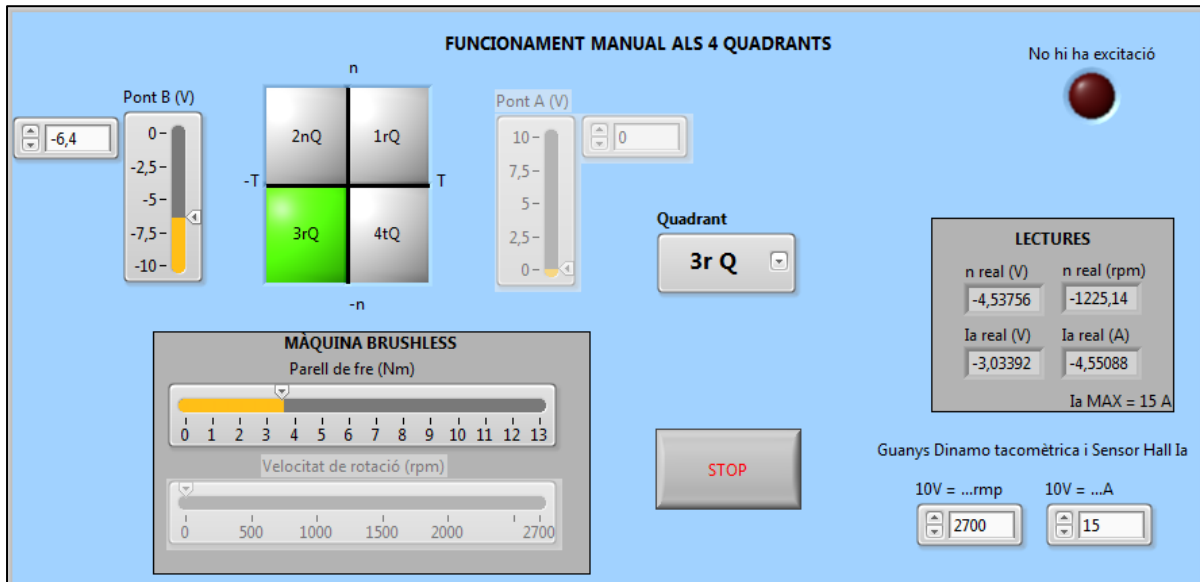 FUNCIONAMENT MANUAL ALS 4 QUADRANTS
No hi ha excitació
n
Pont B (V)
-6,4
0
-2,5
-5
-7,5
-10
2nQ
1rQ
-T
T
3rQ
4tQ
-n
Pont A (V)
0
10
7,5
5
2,5
0
Quadrant
3r Q
LECTURES
n real (V)
n real (rpm)
-4,53756
-1225,14
Ia real (V)
Ia real (A)
-3,03392
-4,55088
Ia MAX = 15 A
MÀQUINA BRUSHLESS
Parell de fre (Nm)
0 1 2 3 4 5 6 7 8 9 10 11 12 13
Velocitat de rotació (rpm)
0 500 1000 1500 2000 2700
STOP
Guanys Dinamo tacomètrica i Sensor Hall Ia
10V = ...rmp
10V = ...A
2700
15